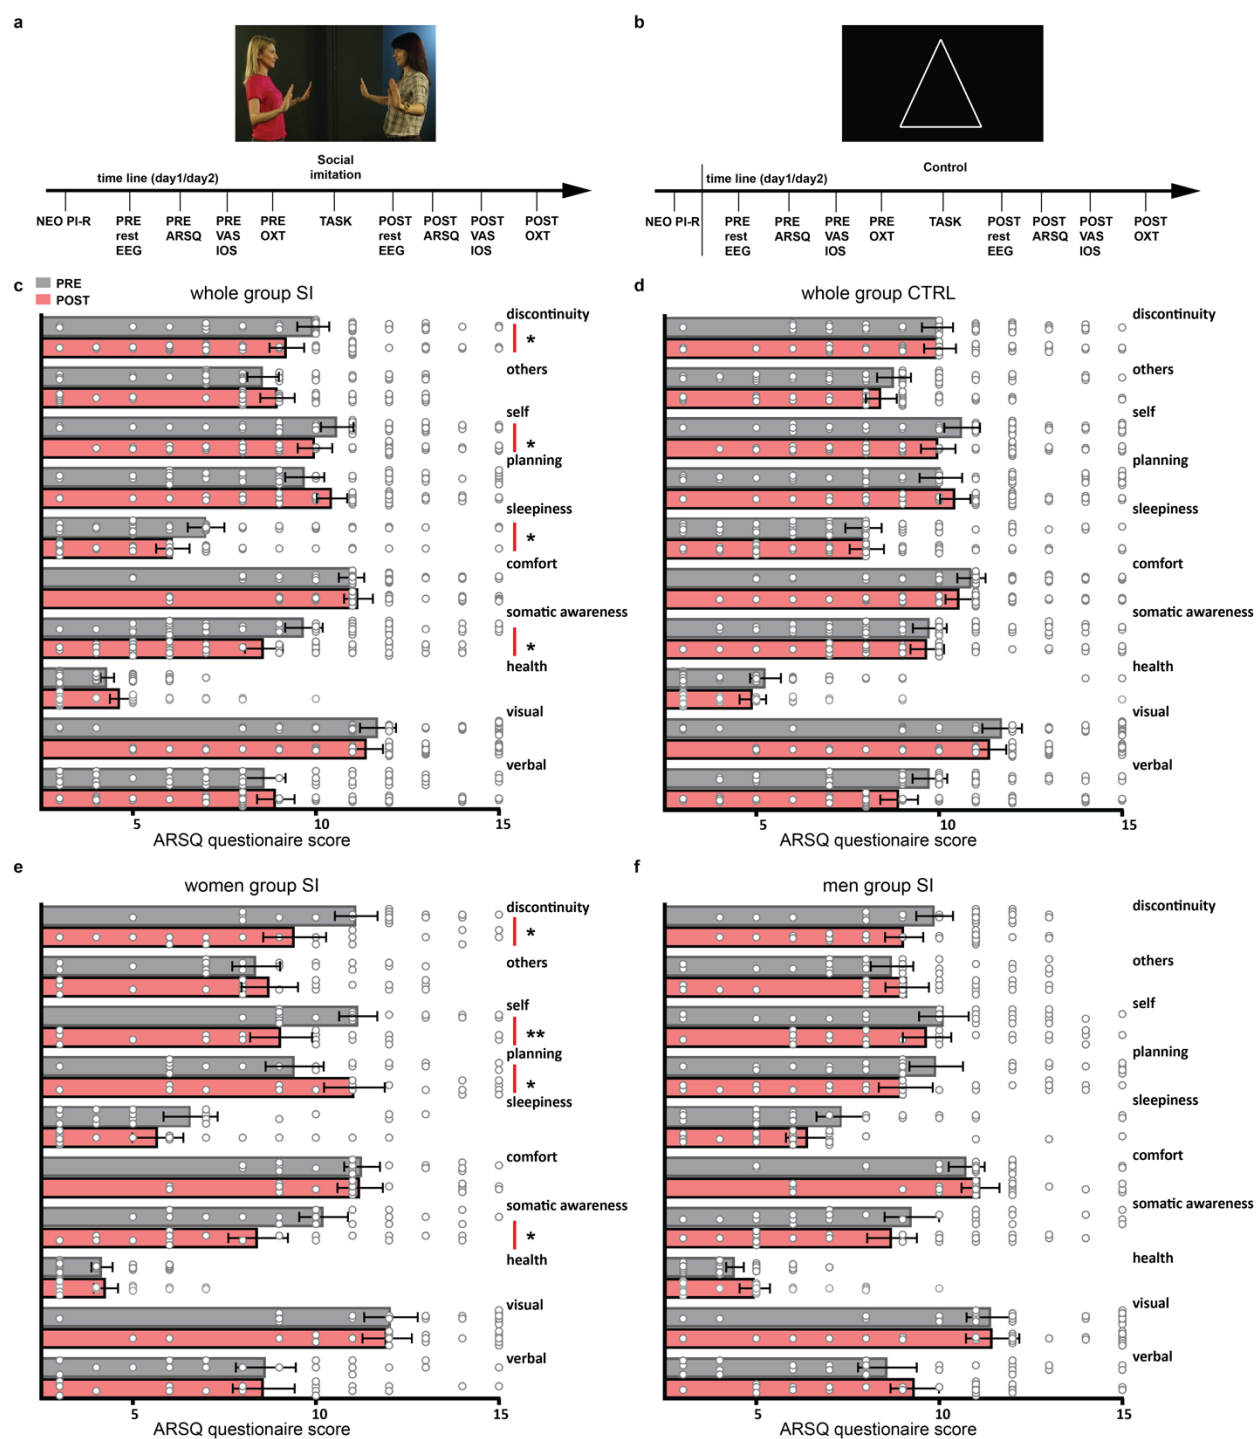 a
Social
imitation
time line (day1/day2)
NEO PI-R
PRE
rest
EEG
PRE
ARSQ
PRE
VAS
IOS
PRE
OXT
TASK
POST
rest
EEG
POST
ARSQ
POST
VAS
IOS
POST
OXT
b
Control
time line (day1/day2)
NEO PI-R
PRE
rest
EEG
PRE
ARSQ
PRE
VAS
IOS
PRE
OXT
TASK
POST
rest
EEG
POST
ARSQ
POST
VAS
IOS
POST
OXT
c
PRE
POST
whole group SI
discontinuity
*
others
self
*
planning
sleepiness
*
comfort
somatic awareness
*
health
visual
verbal
5
10
15
ARSQ questionaire score
d
whole group CTRL
discontinuity
others
self
planning
sleepiness
comfort
somatic awareness
health
visual
verbal
5
10
15
ARSQ questionaire score
e
women group SI
discontinuity
*
others
self
**
planning
*
sleepiness
comfort
somatic awareness
*
health
visual
verbal
5
10
15
ARSQ questionaire score
f
men group SI
discontinuity
others
self
planning
sleepiness
comfort
somatic awareness
health
visual
verbal
5
10
15
ARSQ questionaire score